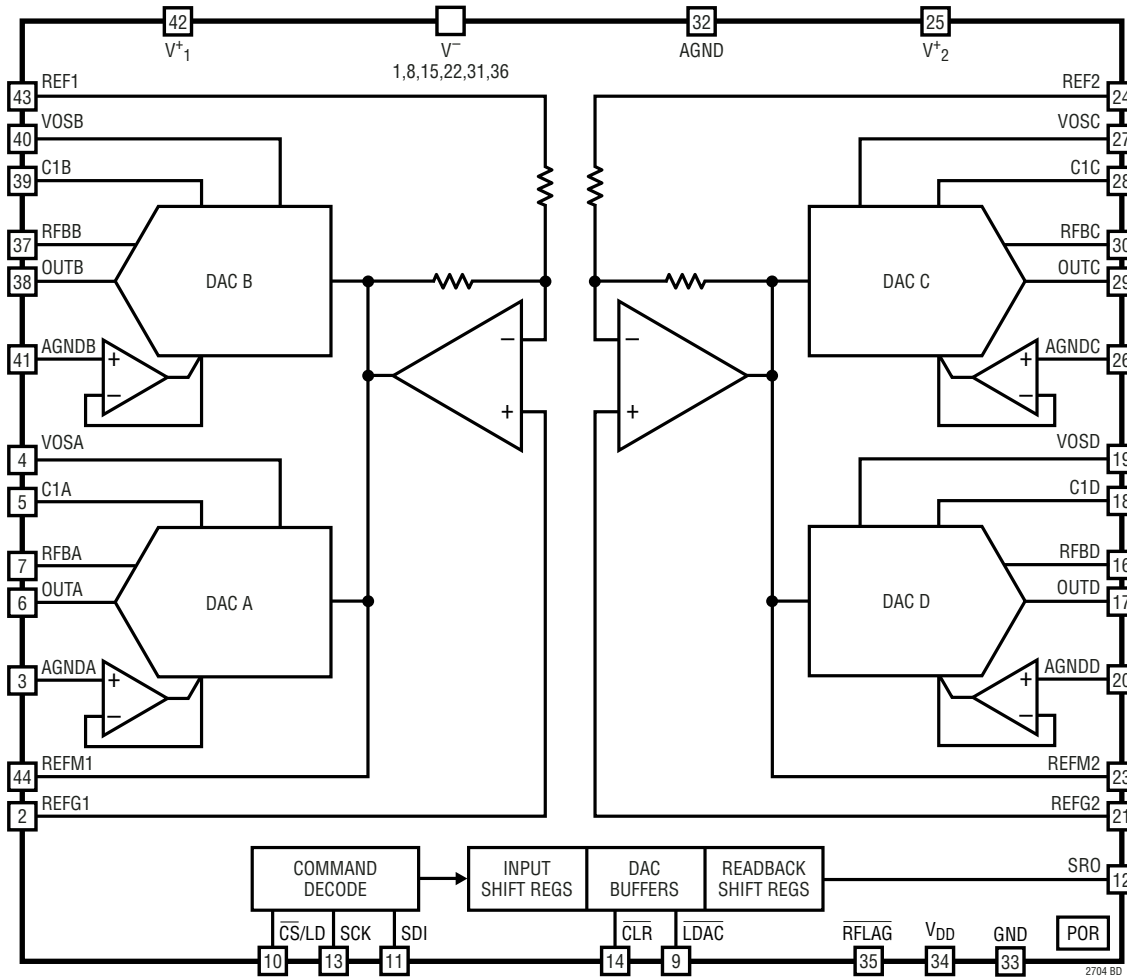 42
32
25
V+1
V−
AGND
V+2
1,8,15,22,31,36
43
REF1
REF2
24
40
VOSB
VOSC
27
39
C1B
C1C
28
37
RFBB
RFBC
30
38
OUTB
OUTC
29
DAC B
DAC C
41
AGNDB
AGNDC
26
+
−
−
+
−
+
+
−
4
VOSA
VOSD
19
5
C1A
C1D
18
7
RFBA
RFBD
16
6
OUTA
OUTD
17
DAC A
DAC D
3
AGNDA
AGNDD
20
+
−
+
−
44
REFM1
REFM2
23
2
REFG1
REFG2
21
COMMAND
DECODE
INPUT
SHIFT REGS
DAC
BUFFERS
READBACK
SHIFT REGS
SRO
12
C̅S̅/LD
SCK
SDI
C̅L̅R̅
L̅D̅A̅C̅
R̅F̅L̅A̅G̅
VDD
GND
POR
10
13
11
14
9
35
34
33
2704 BD